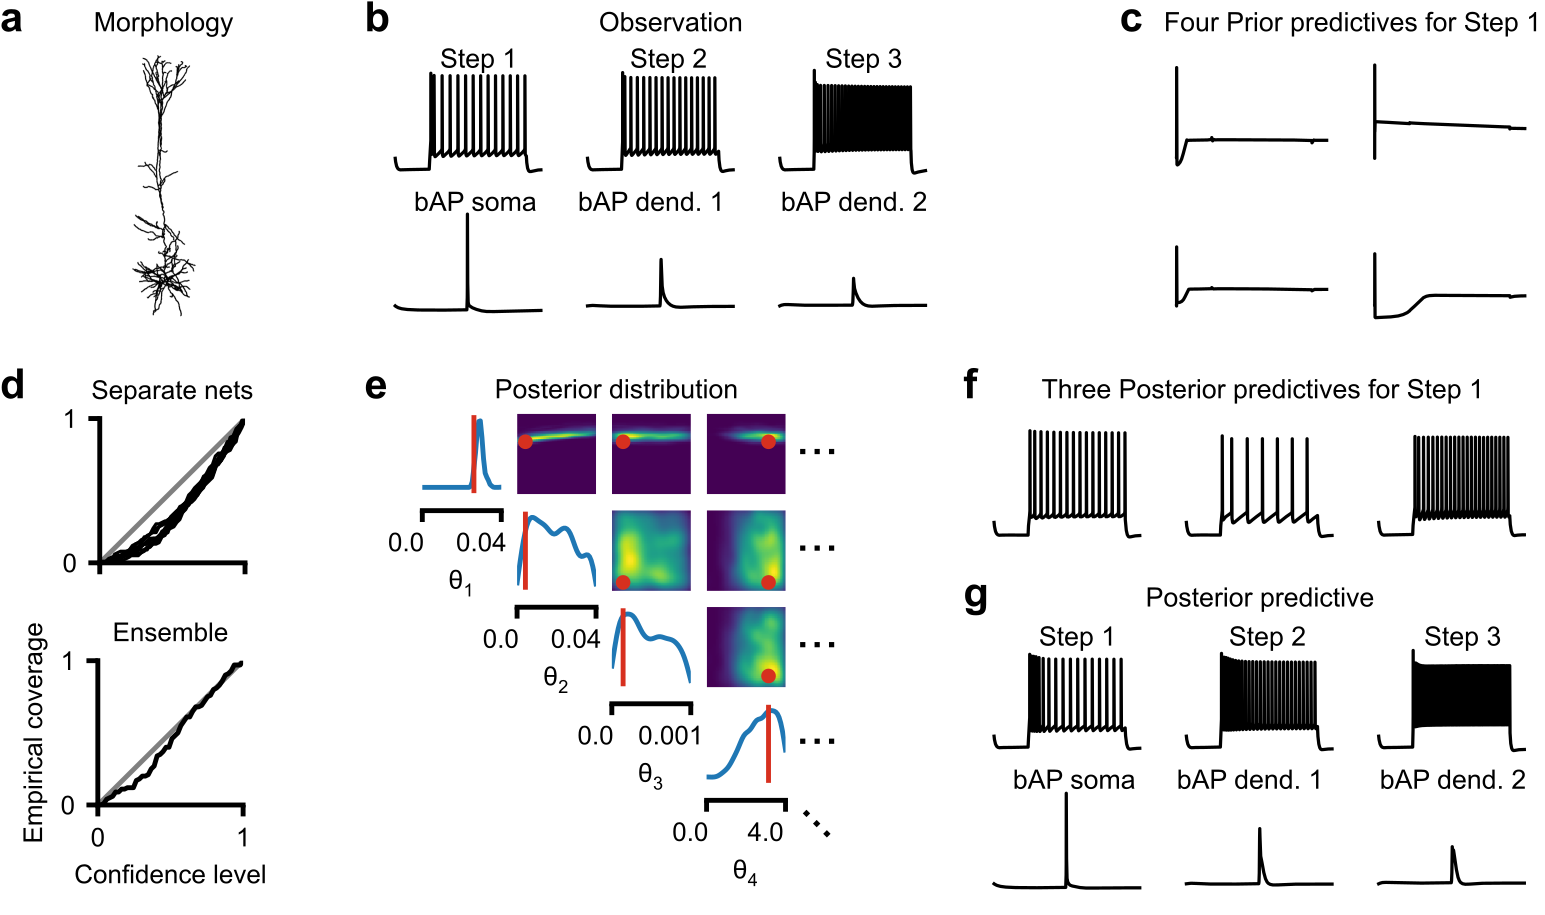 a Morphology
b Observation
Step 1 Step 2 Step 3
bAP soma bAP dend. 1 bAP dend. 2
c Four Prior predictives for Step 1
d Separate nets
1
0
Ensemble
1
0
0 1
Confidence level
Empirical coverage
e Posterior distribution
...
0.0 0.04
θ1
...
0.0 0.04
θ2
...
0.0 0.001
θ3
...
0.0 4.0
θ4
f Three Posterior predictives for Step 1
g Posterior predictive
Step 1 Step 2 Step 3
bAP soma bAP dend. 1 bAP dend. 2